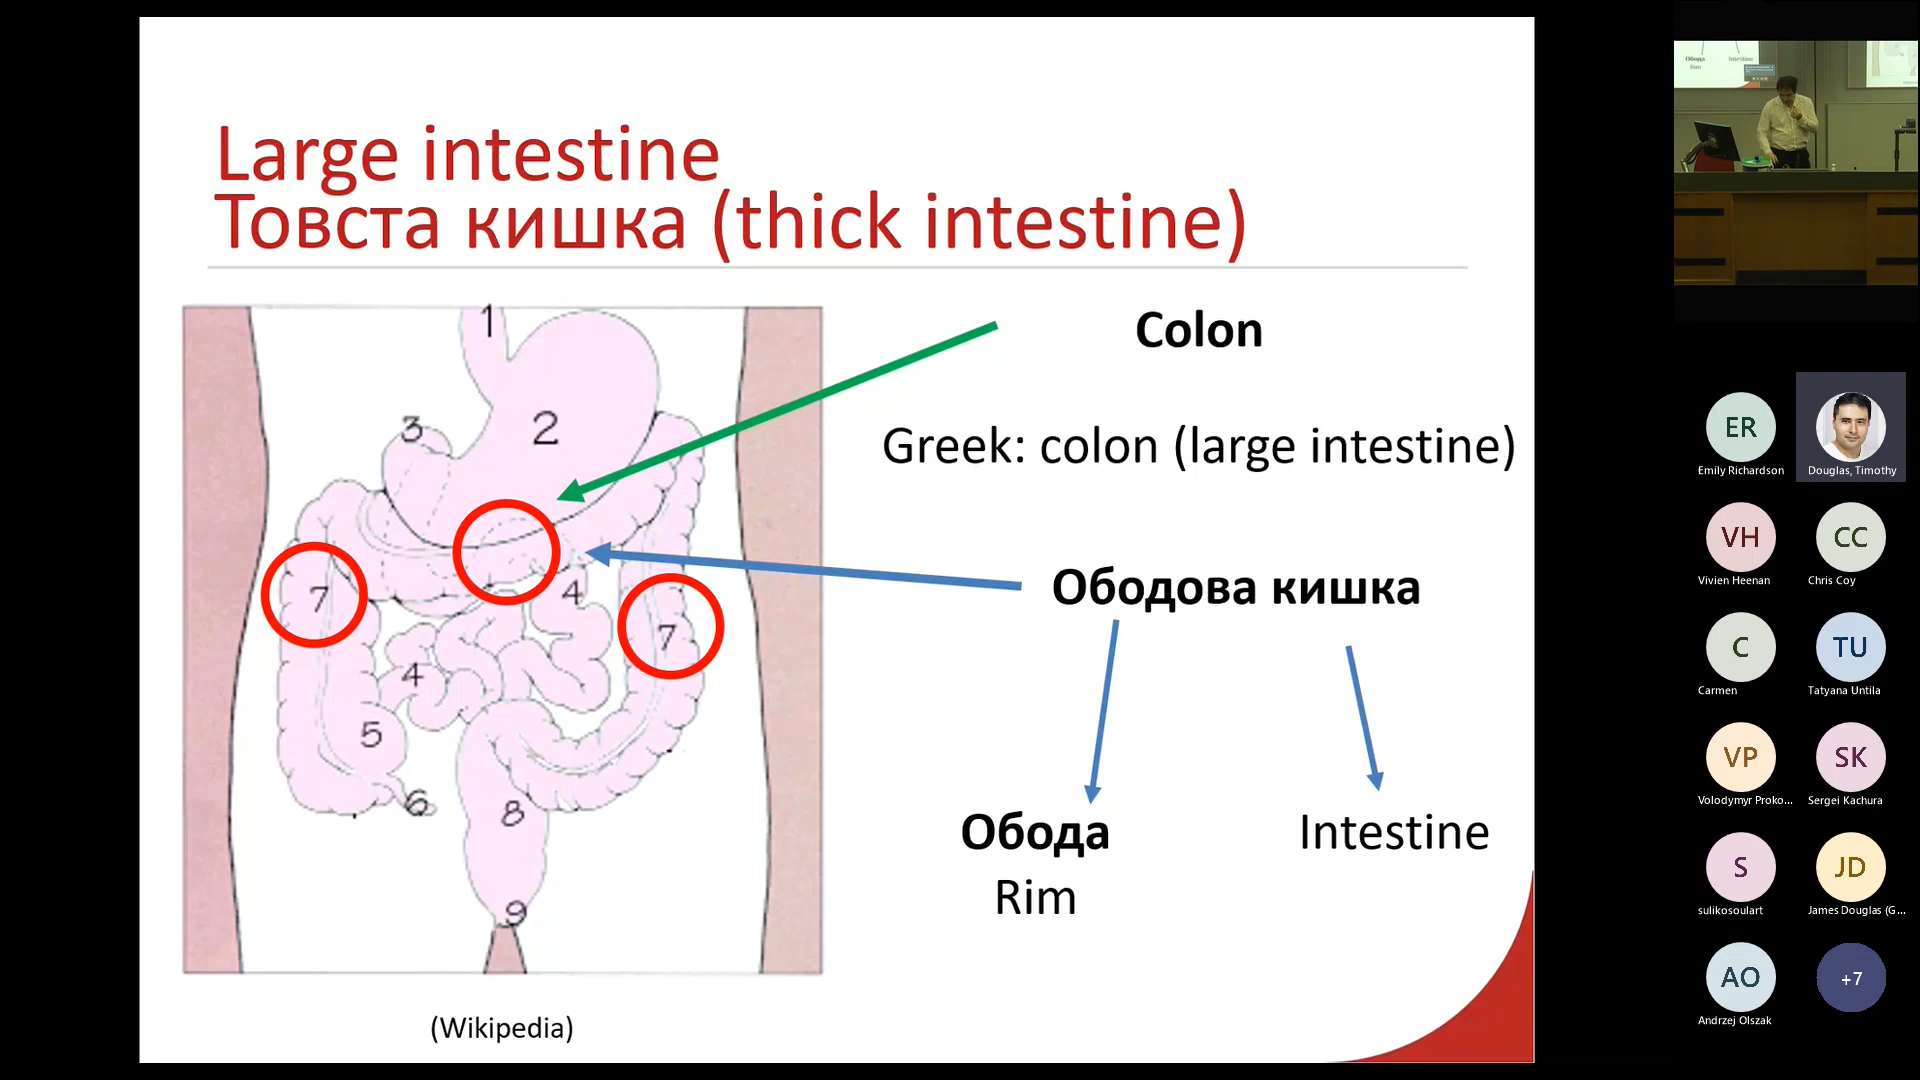 Large intestine
Товста кишка (thick intestine)
Colon
Greek: colon (large intestine)
Ободова кишка
Обода
Intestine
Rim
1
2
3
4
7
7
4
5
6
8
9
(Wikipedia)
Обода
Intestine
Rim
ER
Emily Richardson
Douglas, Timothy
VH
Vivien Heenan
CC
Chris Coy
C
Carmen
TU
Tatyana Untila
VP
Volodymyr Proko...
SK
Sergei Kachura
S
sulikosoulart
JD
James Douglas (G...
AO
Andrzej Olszak
+7